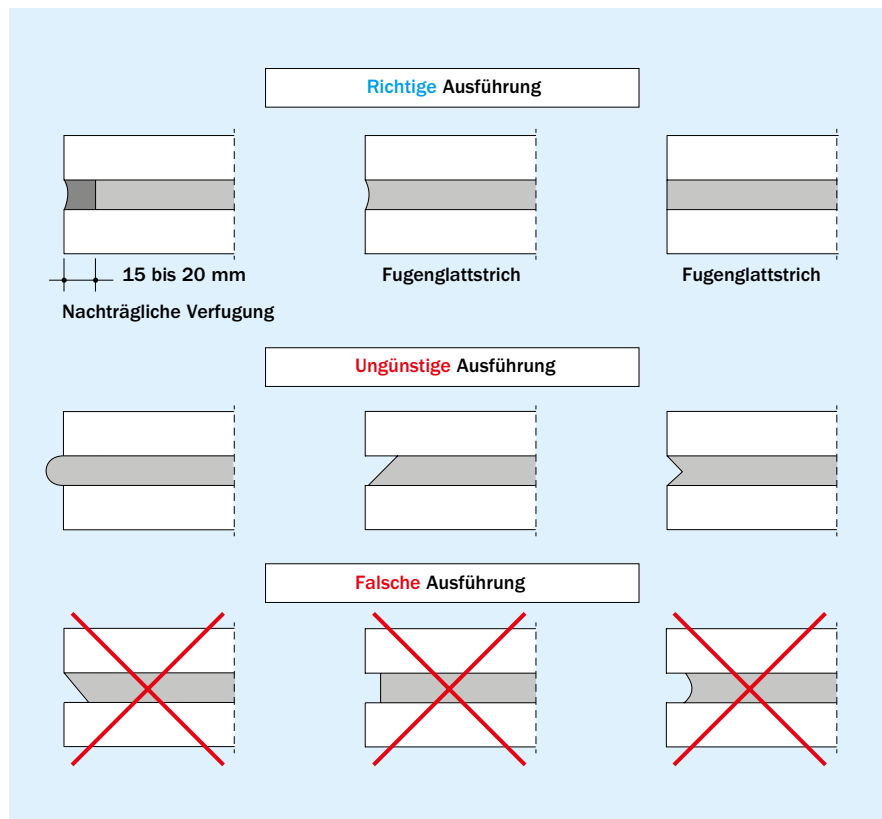 Richtige Ausführung
15 bis 20 mm
Fugenglattstrich
Fugenglattstrich
Nachträgliche Verfugung
Ungünstige Ausführung
Falsche Ausführung